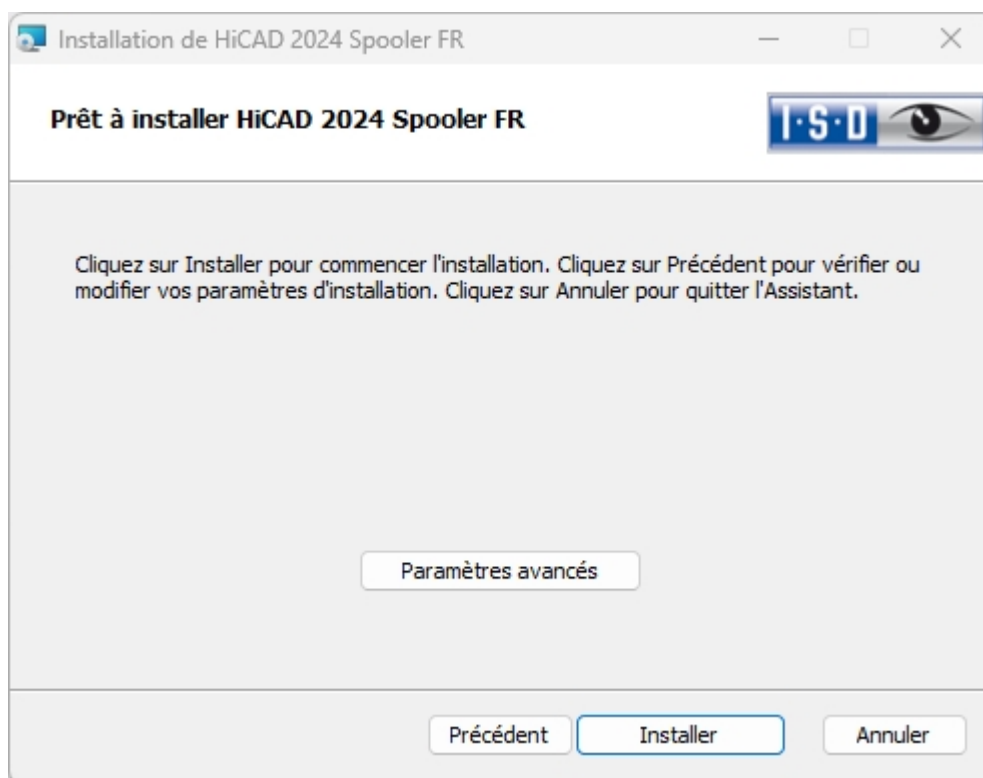 Installation de HiCAD 2024 Spooler FR
Prêt à installer HiCAD 2024 Spooler FR
I·S·D
Cliquez sur Installer pour commencer l'installation. Cliquez sur Précédent pour vérifier ou
modifier vos paramètres d'installation. Cliquez sur Annuler pour quitter l'Assistant.
Paramètres avancés
Précédent
Installer
Annuler